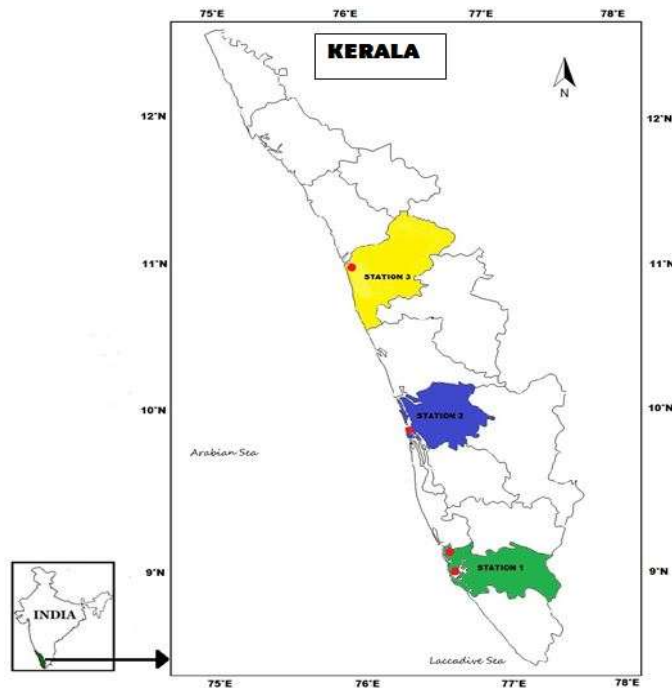 75°E 76°E 77°E 78°E
KERALA
N
12°N 12°N
11°N 11°N
STATION 3
10°N 10°N
STATION 2
Arabian Sea
9°N 9°N
STATION 1
INDIA
Laccadive Sea
75°E 76°E 77°E 78°E